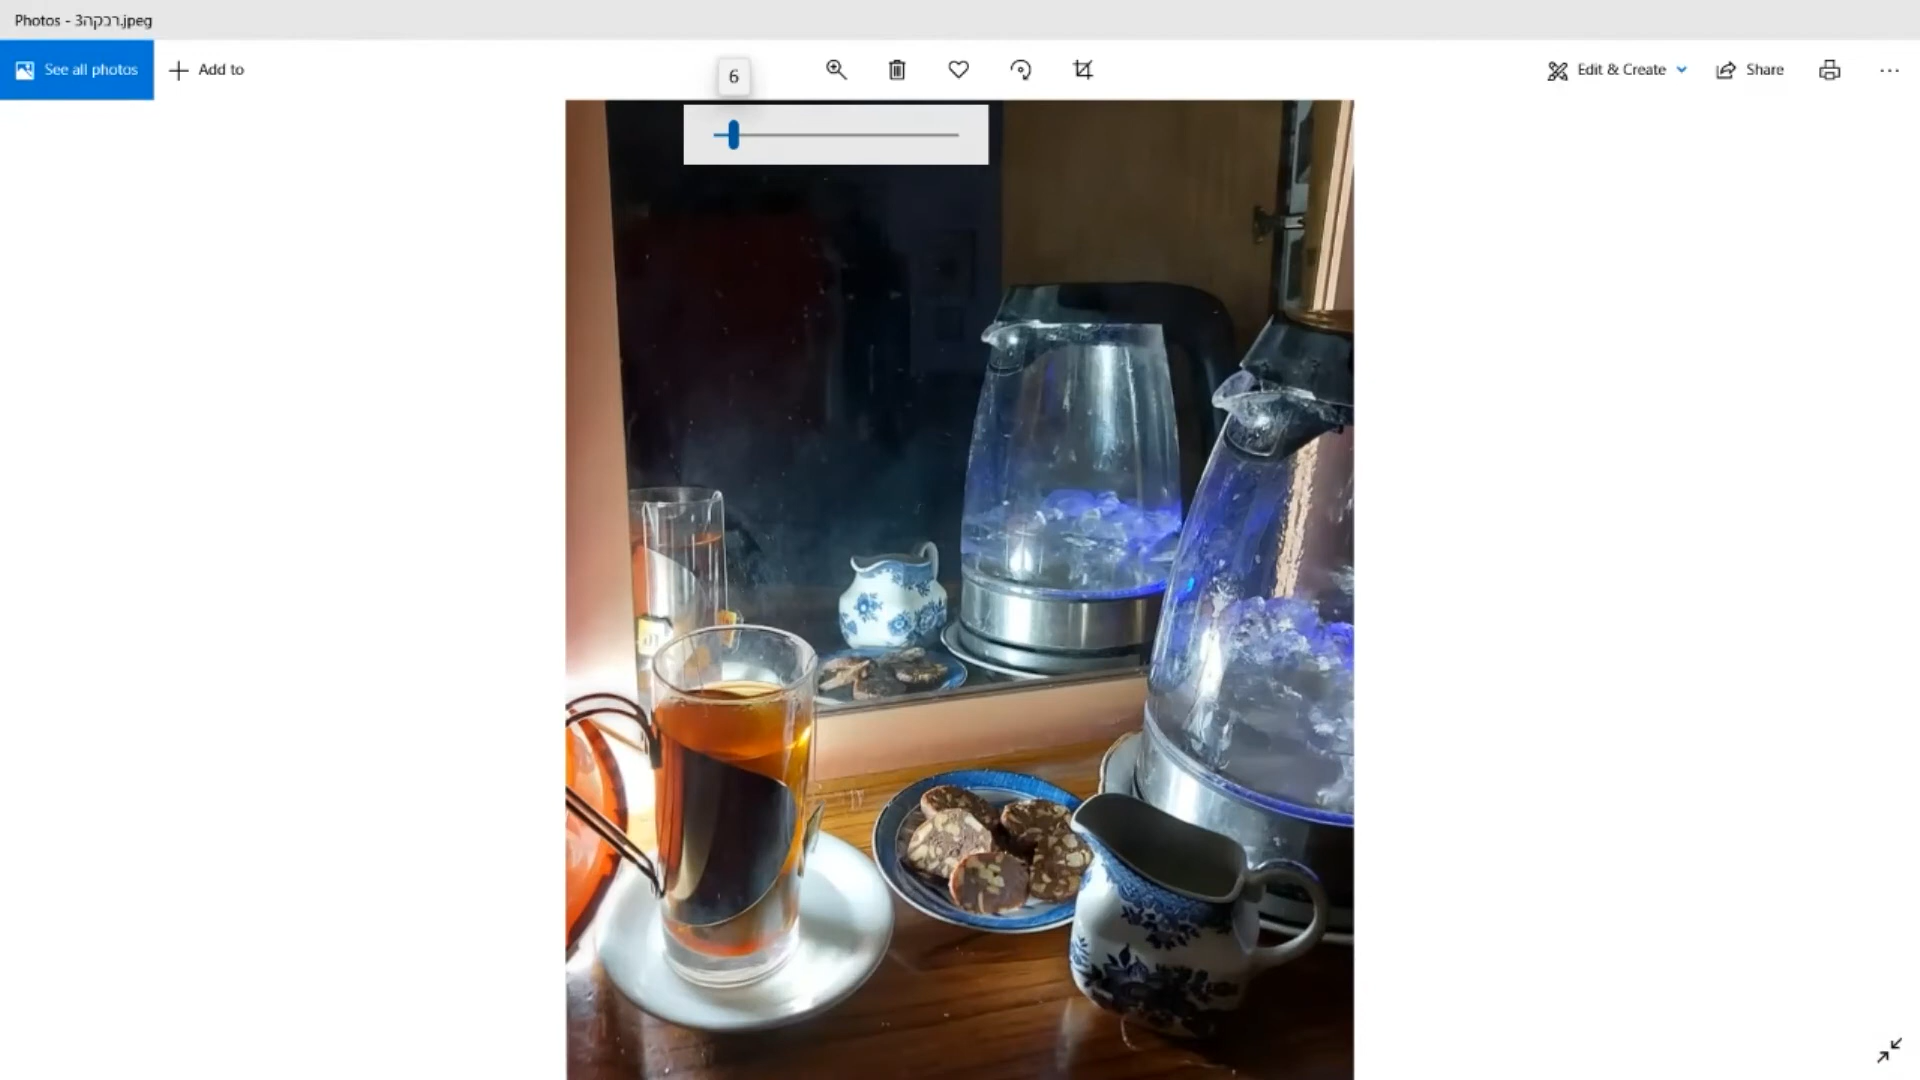 Photos - רבקה3.jpeg
See all photos
Add to
6
Edit & Create
Share